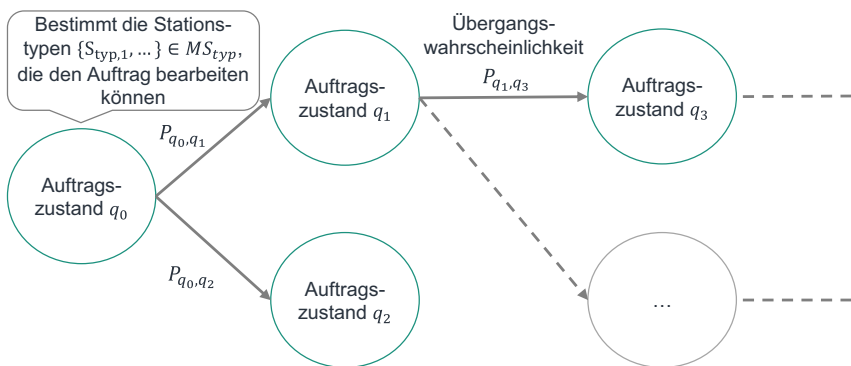 Bestimmt die Stations-
typen {S_typ,1, …} ∈ MS_typ,
die den Auftrag bearbeiten
können
Übergangs-
wahrscheinlichkeit
P_q1,q3
Auftrags-
zustand q1
Auftrags-
zustand q3
P_q0,q1
Auftrags-
zustand q0
P_q0,q2
Auftrags-
zustand q2
…